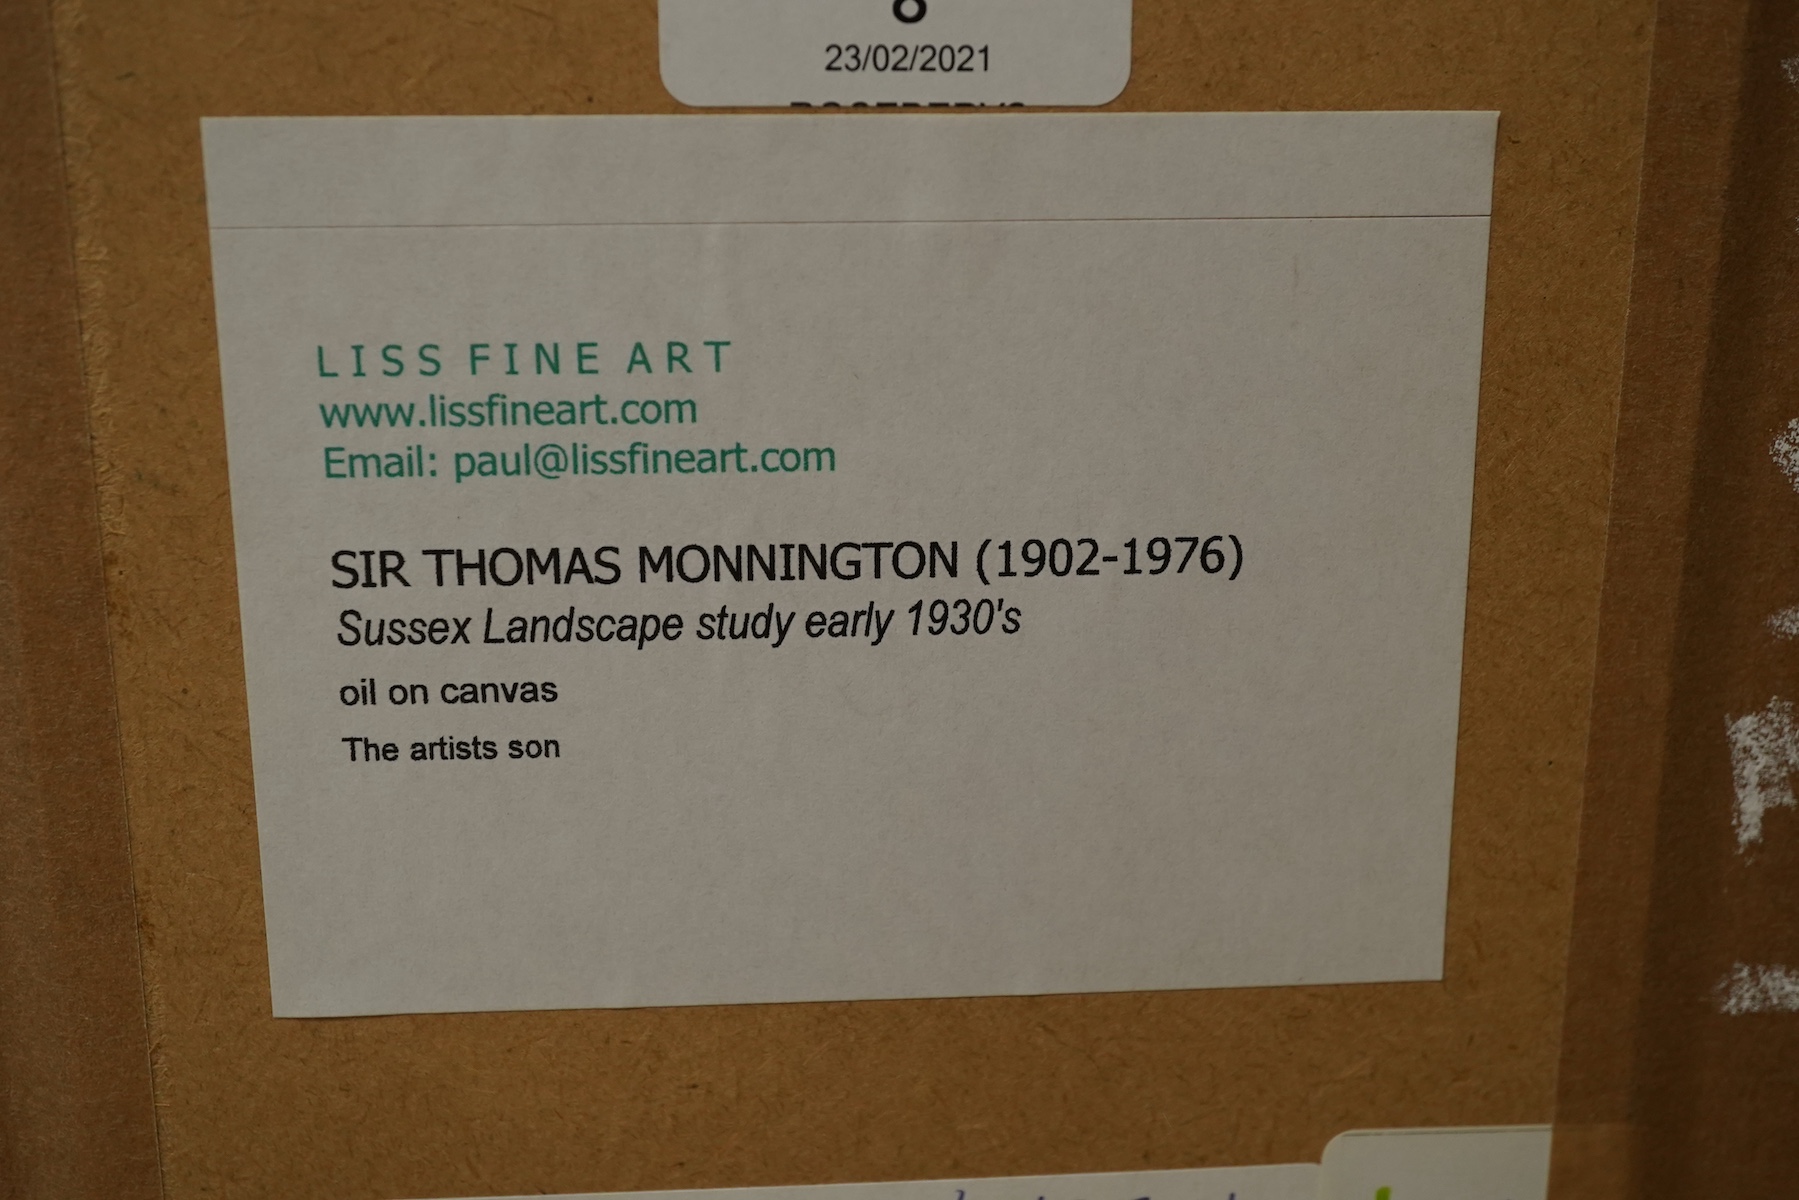 23/02/2021
LISS FINE ART
www.lissfineart.com
Email: paul@lissfineart.com
SIR THOMAS MONNINGTON (1902-1976)
Sussex Landscape study early 1930's
oil on canvas
The artists son